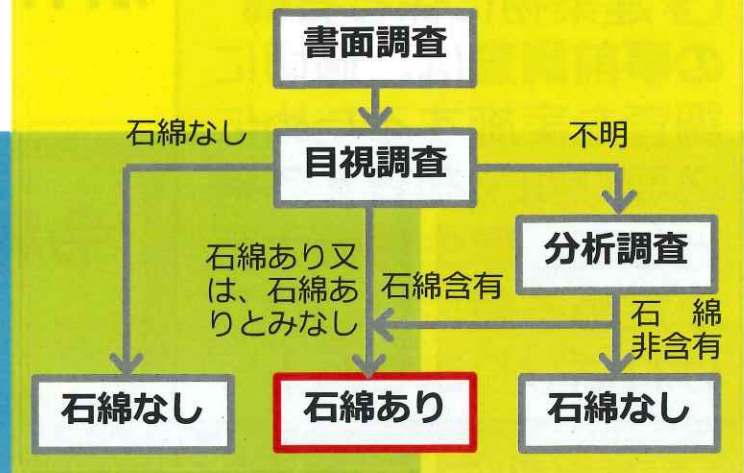 書面調査
石綿なし
目視調査
不明
分析調査
石綿あり又
は、石綿あ
りとみなし
石綿含有
石　綿
非含有
石綿なし
石綿あり
石綿なし